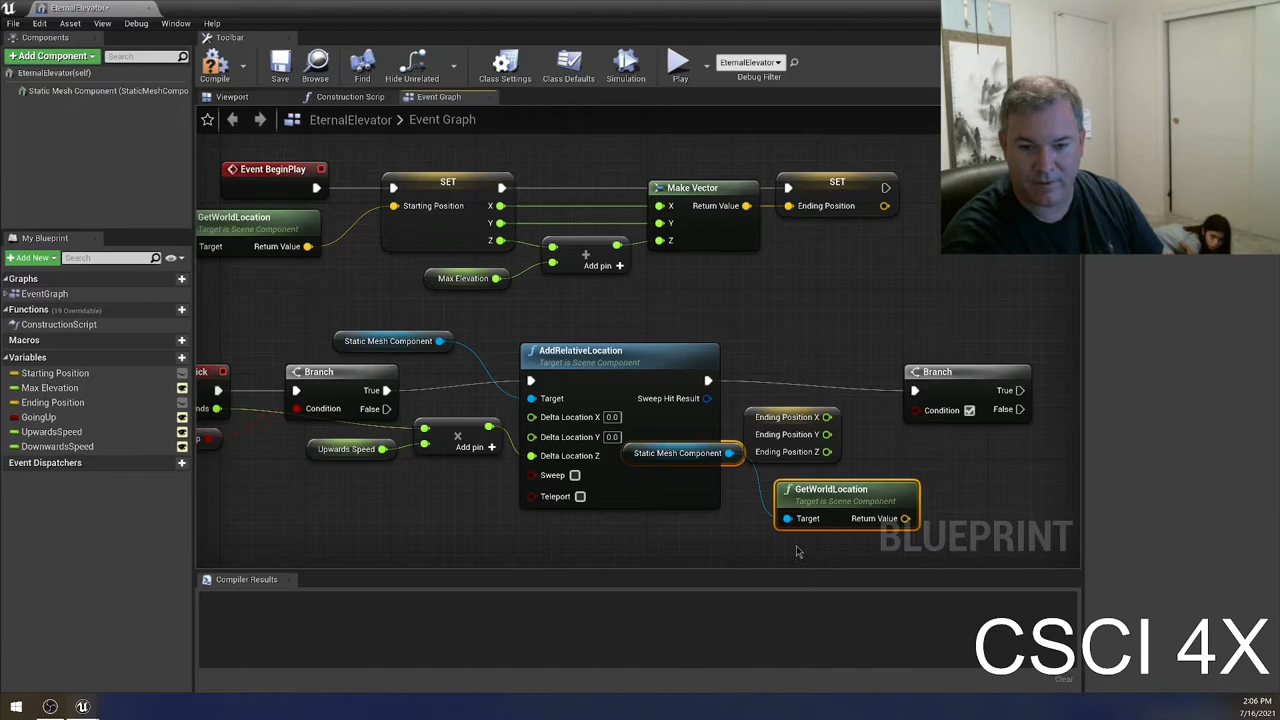 EternalElevator*
File Edit Asset View Debug Window Help
Components
Toolbar
Add Component
Search
EternalElevator(self)
Static Mesh Component (StaticMeshCompo
Compile
Save
Browse
Find
Hide Unrelated
Class Settings
Class Defaults
Simulation
Play
EternalElevator
Debug Filter
Viewport
Construction Scrip
Event Graph
EternalElevator > Event Graph
My Blueprint
Add New
Search
Graphs
EventGraph
Functions (19 Overridable)
ConstructionScript
Macros
Variables
Starting Position
Max Elevation
Ending Position
GoingUp
UpwardsSpeed
DownwardsSpeed
Event Dispatchers
Event BeginPlay
GetWorldLocation
Target is Scene Component
Target
Return Value
SET
Starting Position
X
Y
Z
Max Elevation
Add pin
Make Vector
X
Return Value
Y
Z
SET
Ending Position
Static Mesh Component
ick
nds
p
Branch
True
Condition
False
Upwards Speed
Add pin
AddRelativeLocation
Target is Scene Component
Target
Sweep Hit Result
Delta Location X 0.0
Delta Location Y 0.0
Delta Location Z
Sweep
Teleport
Ending Position X
Ending Position Y
Ending Position Z
Static Mesh Component
GetWorldLocation
Target is Scene Component
Target
Return Value
Branch
True
Condition
False
BLUEPRINT
Compiler Results
Clear
CSCI 4X
2:06 PM
7/16/2021